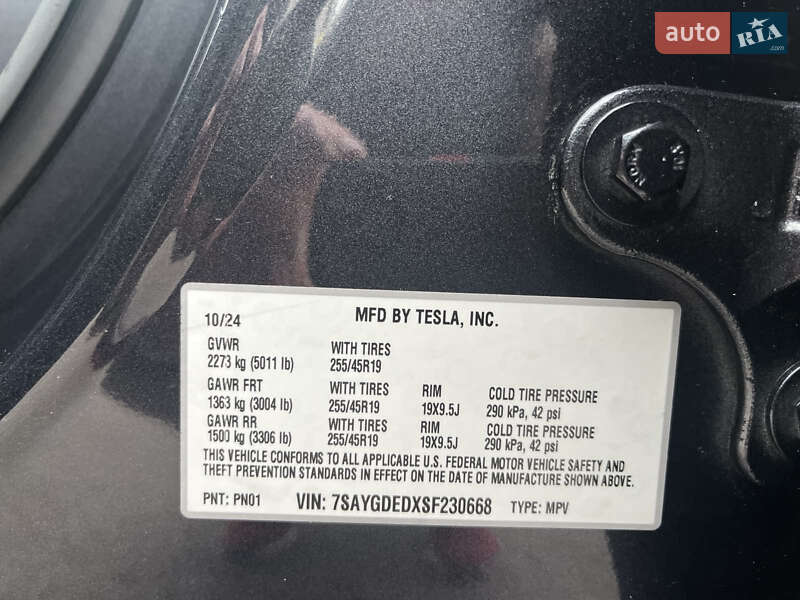 auto RIA .com
10/24 MFD BY TESLA, INC.
GVWR WITH TIRES
2273 kg (5011 lb) 255/45R19
GAWR FRT WITH TIRES RIM COLD TIRE PRESSURE
1363 kg (3004 lb) 255/45R19 19X9.5J 290 kPa, 42 psi
GAWR RR WITH TIRES RIM COLD TIRE PRESSURE
1500 kg (3306 lb) 255/45R19 19X9.5J 290 kPa, 42 psi
THIS VEHICLE CONFORMS TO ALL APPLICABLE U.S. FEDERAL MOTOR VEHICLE SAFETY AND
THEFT PREVENTION STANDARDS IN EFFECT ON THE DATE OF MANUFACTURE SHOWN ABOVE.
PNT: PN01 VIN: 7SAYGDEDXSF230668 TYPE: MPV